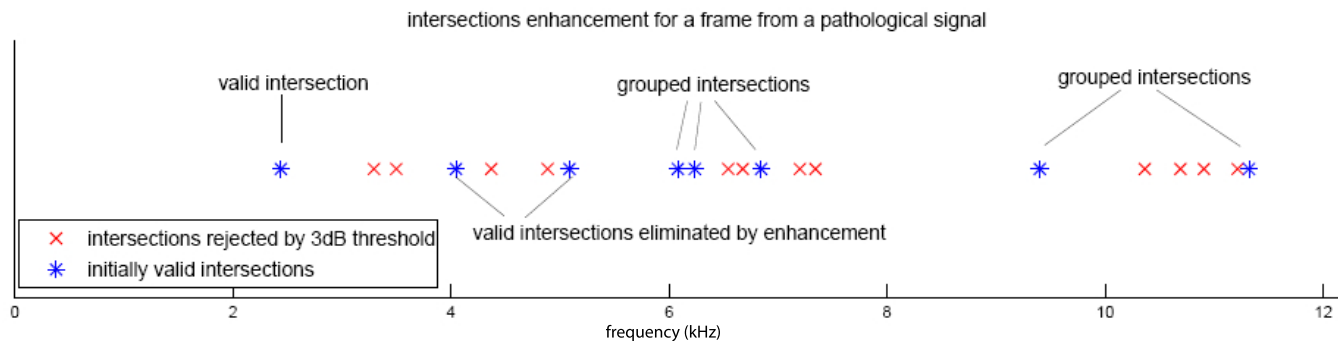 intersections enhancement for a frame from a pathological signal
valid intersection
grouped intersections
grouped intersections
valid intersections eliminated by enhancement
intersections rejected by 3dB threshold
initially valid intersections
0 2 4 6 8 10 12
frequency (kHz)